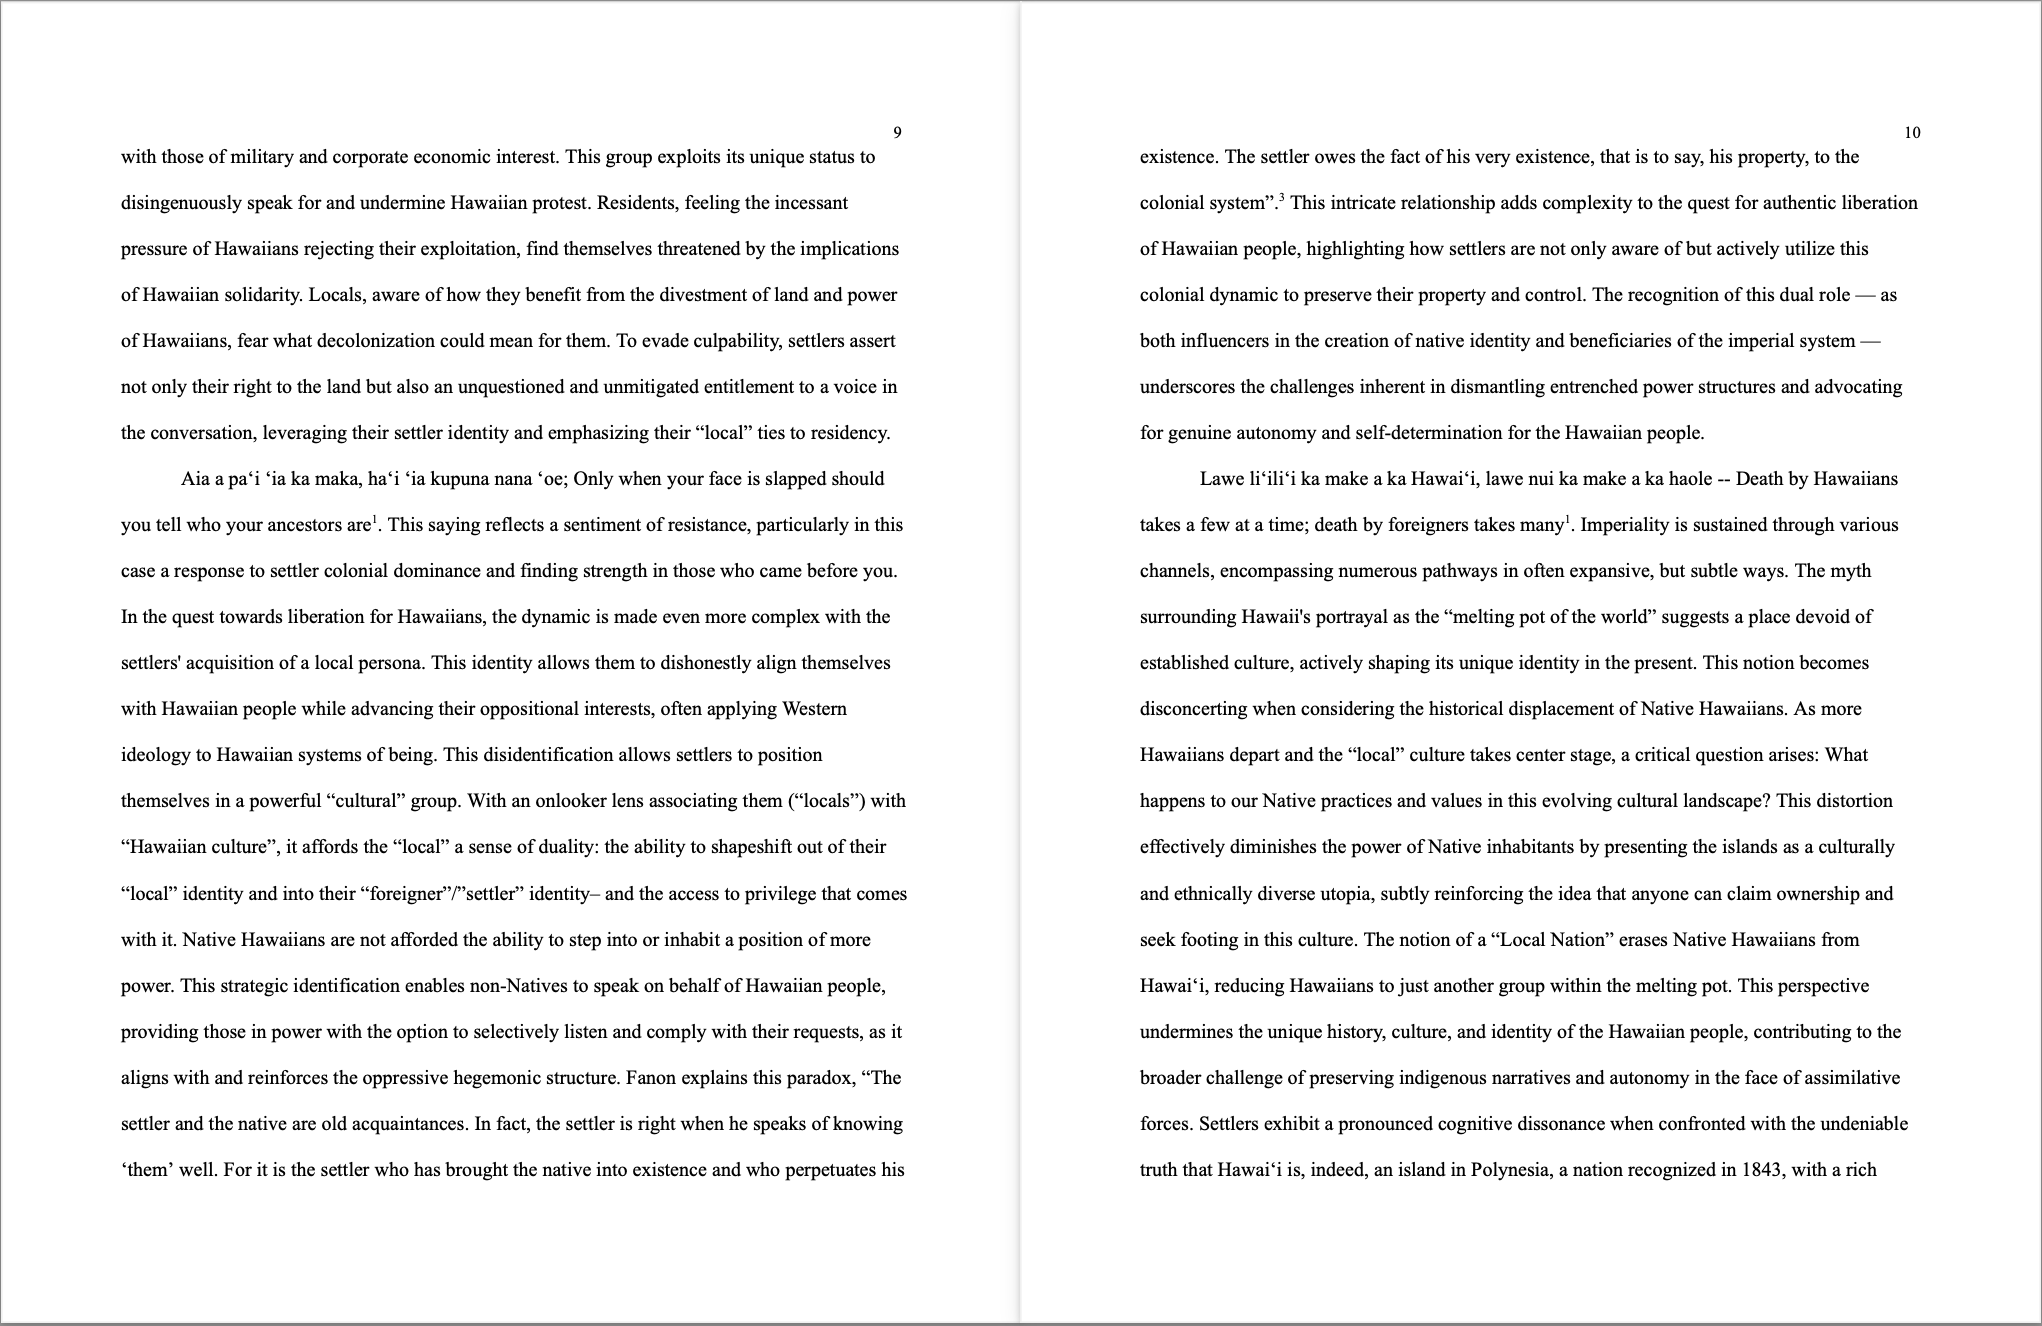 9
with those of military and corporate economic interest. This group exploits its unique status to
disingenuously speak for and undermine Hawaiian protest. Residents, feeling the incessant
pressure of Hawaiians rejecting their exploitation, find themselves threatened by the implications
of Hawaiian solidarity. Locals, aware of how they benefit from the divestment of land and power
of Hawaiians, fear what decolonization could mean for them. To evade culpability, settlers assert
not only their right to the land but also an unquestioned and unmitigated entitlement to a voice in
the conversation, leveraging their settler identity and emphasizing their “local” ties to residency.
Aia a pa‘i ‘ia ka maka, ha‘i ‘ia kupuna nana ‘oe; Only when your face is slapped should
you tell who your ancestors are¹. This saying reflects a sentiment of resistance, particularly in this
case a response to settler colonial dominance and finding strength in those who came before you.
In the quest towards liberation for Hawaiians, the dynamic is made even more complex with the
settlers' acquisition of a local persona. This identity allows them to dishonestly align themselves
with Hawaiian people while advancing their oppositional interests, often applying Western
ideology to Hawaiian systems of being. This disidentification allows settlers to position
themselves in a powerful “cultural” group. With an onlooker lens associating them (“locals”) with
“Hawaiian culture”, it affords the “local” a sense of duality: the ability to shapeshift out of their
“local” identity and into their “foreigner”/”settler” identity– and the access to privilege that comes
with it. Native Hawaiians are not afforded the ability to step into or inhabit a position of more
power. This strategic identification enables non-Natives to speak on behalf of Hawaiian people,
providing those in power with the option to selectively listen and comply with their requests, as it
aligns with and reinforces the oppressive hegemonic structure. Fanon explains this paradox, “The
settler and the native are old acquaintances. In fact, the settler is right when he speaks of knowing
‘them’ well. For it is the settler who has brought the native into existence and who perpetuates his
10
existence. The settler owes the fact of his very existence, that is to say, his property, to the
colonial system”.³ This intricate relationship adds complexity to the quest for authentic liberation
of Hawaiian people, highlighting how settlers are not only aware of but actively utilize this
colonial dynamic to preserve their property and control. The recognition of this dual role — as
both influencers in the creation of native identity and beneficiaries of the imperial system —
underscores the challenges inherent in dismantling entrenched power structures and advocating
for genuine autonomy and self-determination for the Hawaiian people.
Lawe li‘ili‘i ka make a ka Hawai‘i, lawe nui ka make a ka haole -- Death by Hawaiians
takes a few at a time; death by foreigners takes many¹. Imperiality is sustained through various
channels, encompassing numerous pathways in often expansive, but subtle ways. The myth
surrounding Hawaii's portrayal as the “melting pot of the world” suggests a place devoid of
established culture, actively shaping its unique identity in the present. This notion becomes
disconcerting when considering the historical displacement of Native Hawaiians. As more
Hawaiians depart and the “local” culture takes center stage, a critical question arises: What
happens to our Native practices and values in this evolving cultural landscape? This distortion
effectively diminishes the power of Native inhabitants by presenting the islands as a culturally
and ethnically diverse utopia, subtly reinforcing the idea that anyone can claim ownership and
seek footing in this culture. The notion of a “Local Nation” erases Native Hawaiians from
Hawai‘i, reducing Hawaiians to just another group within the melting pot. This perspective
undermines the unique history, culture, and identity of the Hawaiian people, contributing to the
broader challenge of preserving indigenous narratives and autonomy in the face of assimilative
forces. Settlers exhibit a pronounced cognitive dissonance when confronted with the undeniable
truth that Hawai‘i is, indeed, an island in Polynesia, a nation recognized in 1843, with a rich